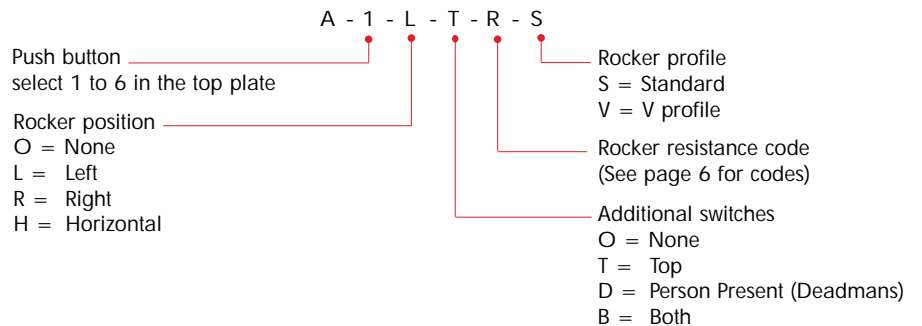 A - 1 - L - T - R - S
Push button
select 1 to 6 in the top plate
Rocker position
O = None
L = Left
R = Right
H = Horizontal
Rocker profile
S = Standard
V = V profile
Rocker resistance code
(See page 6 for codes)
Additional switches
O = None
T = Top
D = Person Present (Deadmans)
B = Both